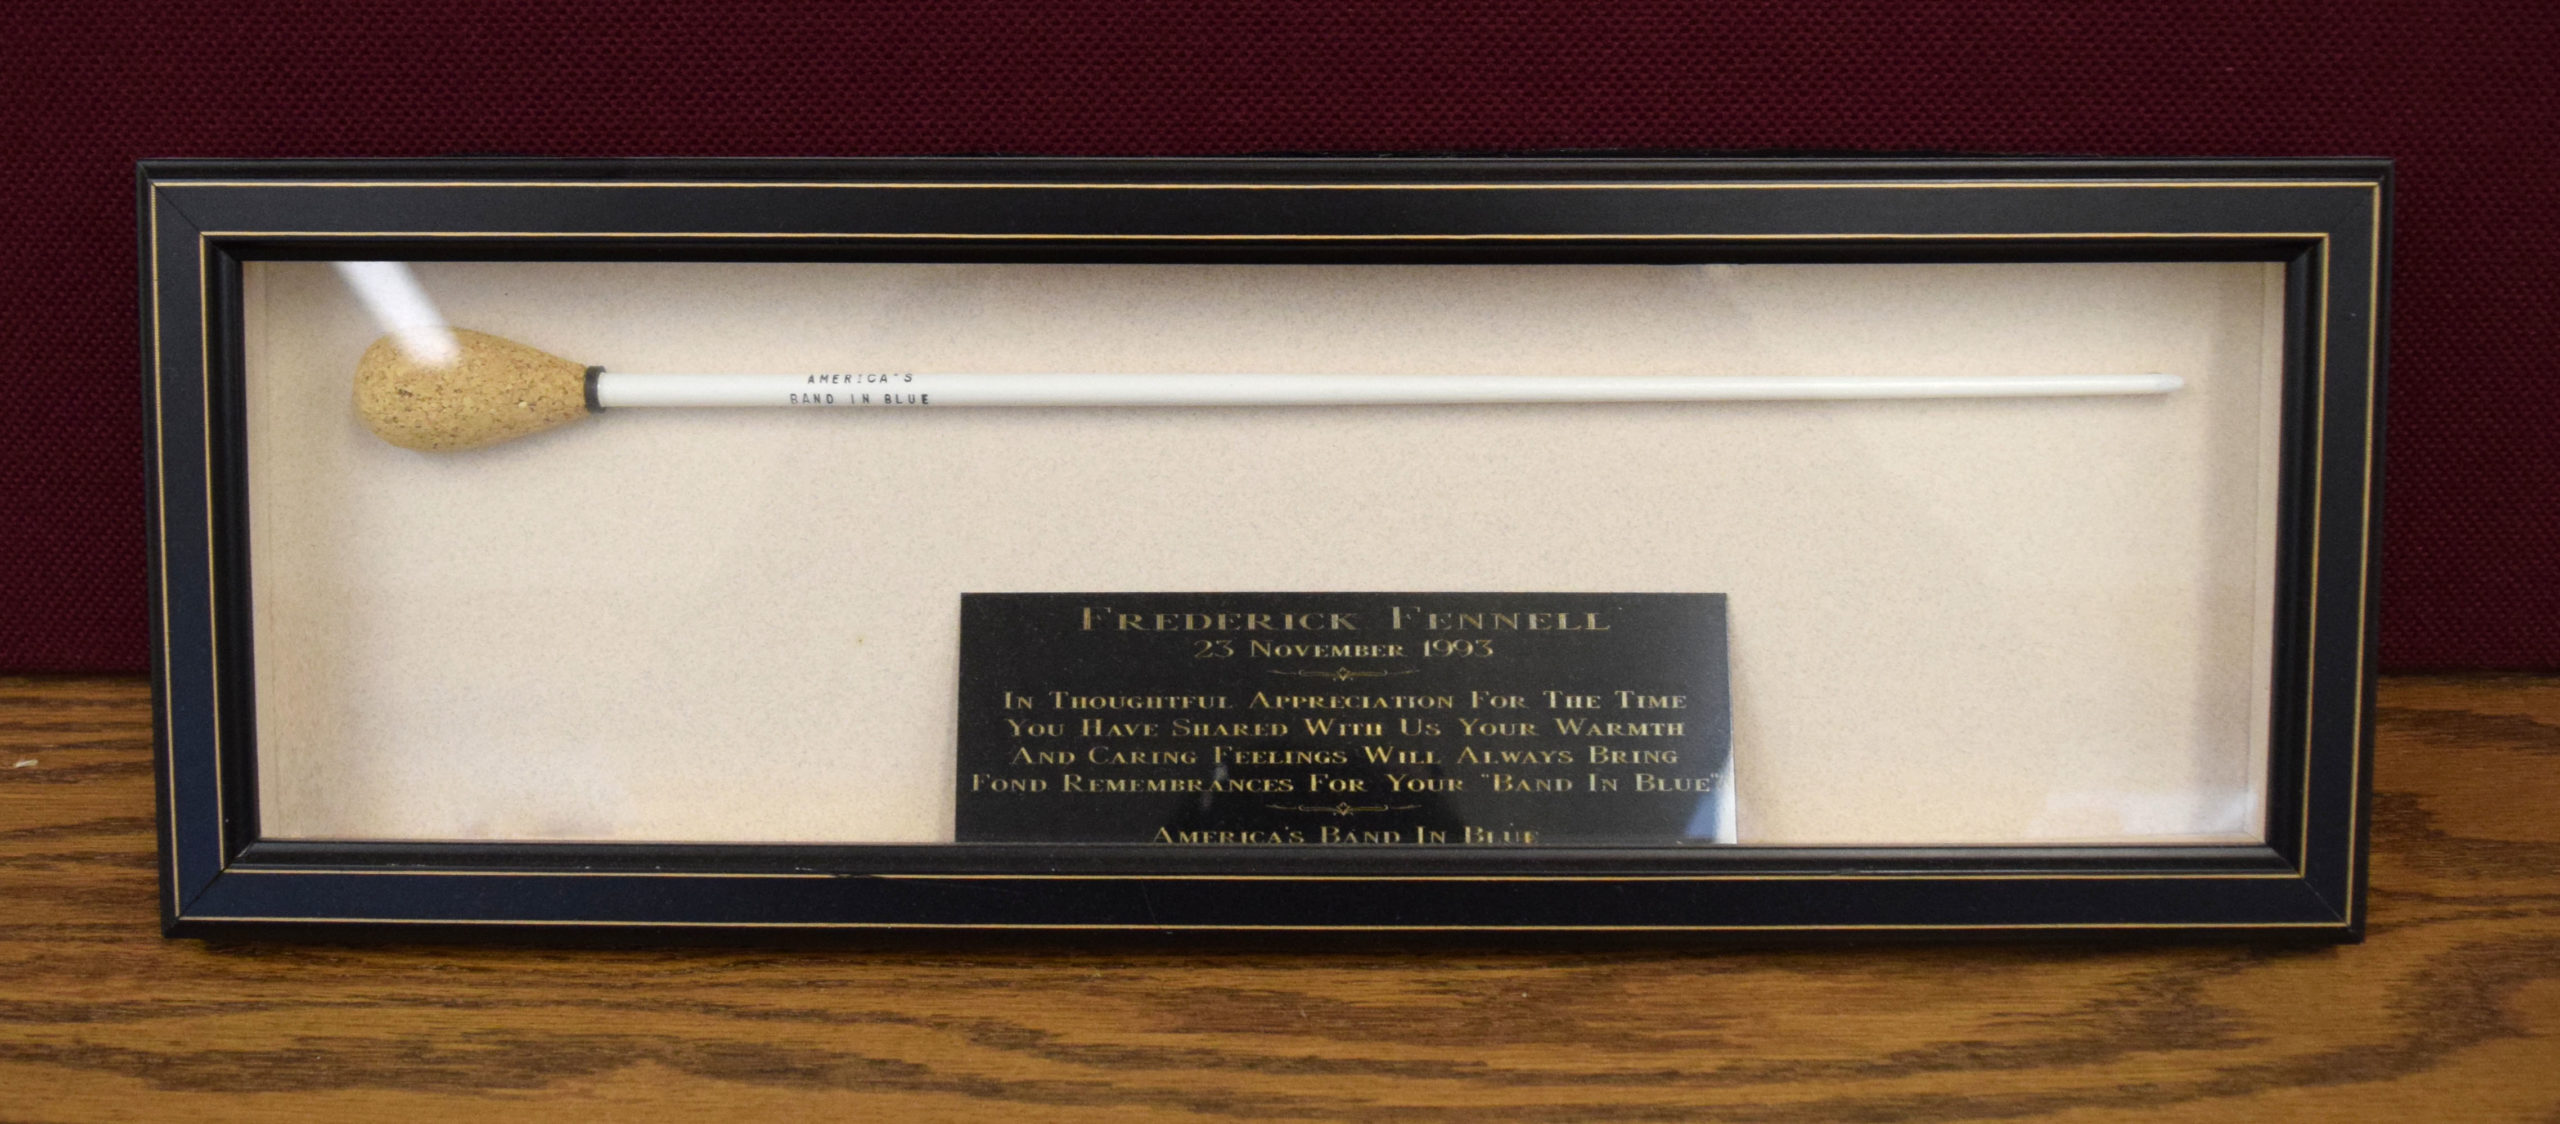 AMERICA'S
BAND IN BLUE
FREDERICK FENNELL
23 NOVEMBER 1993
IN THOUGHTFUL APPRECIATION FOR THE TIME
YOU HAVE SHARED WITH US YOUR WARMTH
AND CARING FEELINGS WILL ALWAYS BRING
FOND REMEMBRANCES FOR YOUR "BAND IN BLUE"
AMERICA'S BAND IN BLUE